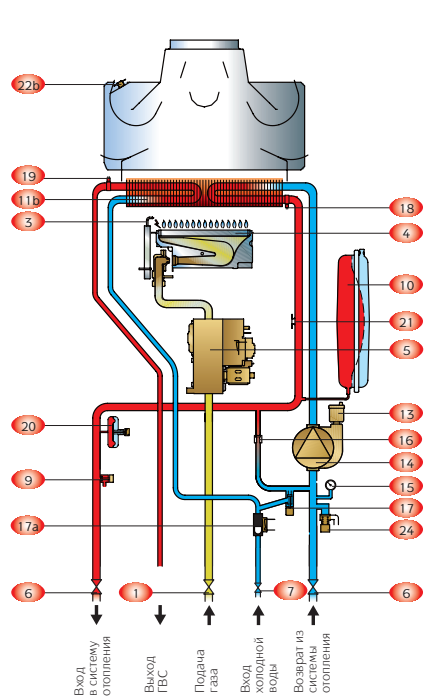 22b
19
11b
3
18
4
10
21
5
13
20
16
14
9
15
17
17a
24
6
1
7
6
Вход
в систему
отопления
Выход
ГВС
Подача
газа
Вход
холодной
воды
Возврат из
системы
отопления